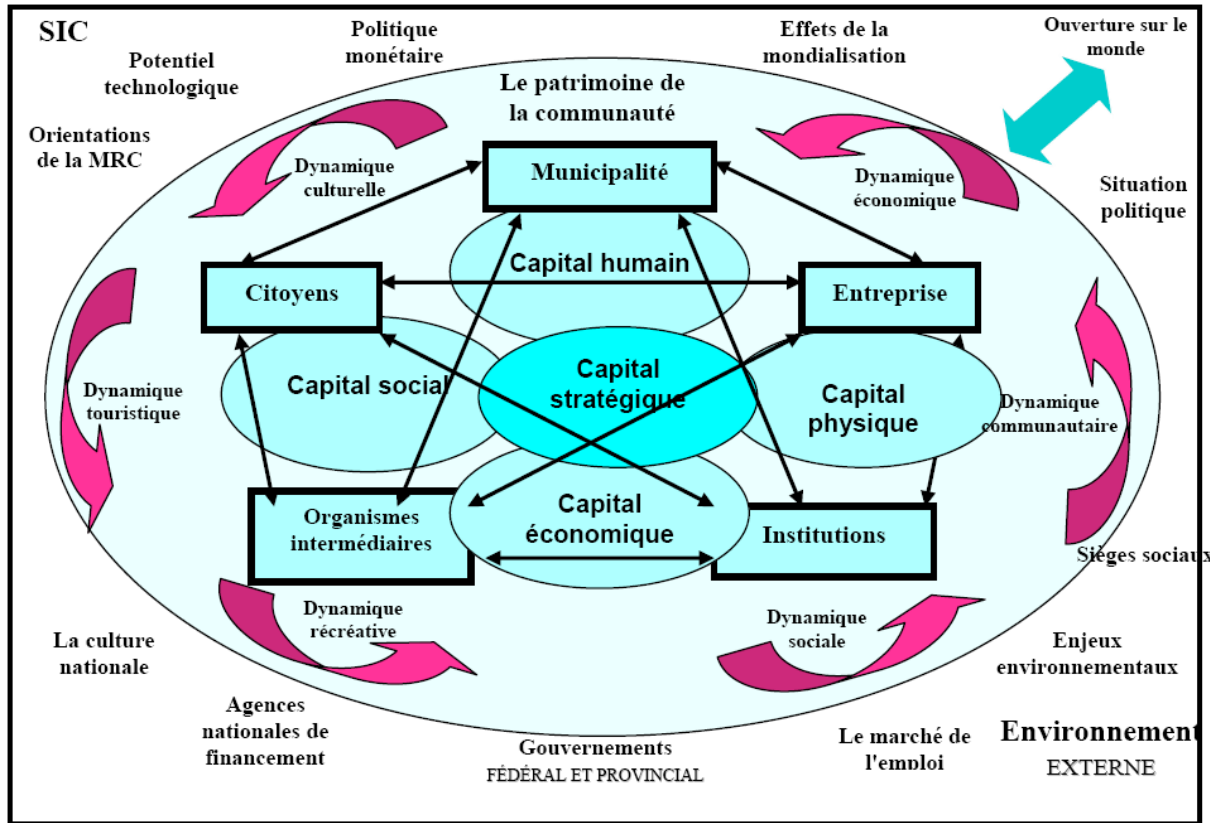 SIC
Potentiel
technologique
Politique
monétaire
Effets de la
mondialisation
Ouverture sur le
monde
Orientations
de la MRC
Le patrimoine de
la communauté
Dynamique
culturelle
Municipalité
Dynamique
économique
Situation
politique
Capital humain
Citoyens
Entreprise
Dynamique
touristique
Capital social
Capital
stratégique
Capital
physique
Dynamique
communautaire
Organismes
intermédiaires
Capital
économique
Institutions
Sièges sociaux
Dynamique
récréative
Dynamique
sociale
La culture
nationale
Enjeux
environnementaux
Agences
nationales de
financement
Gouvernements
FÉDÉRAL ET PROVINCIAL
Le marché de
l'emploi
Environnement
EXTERNE